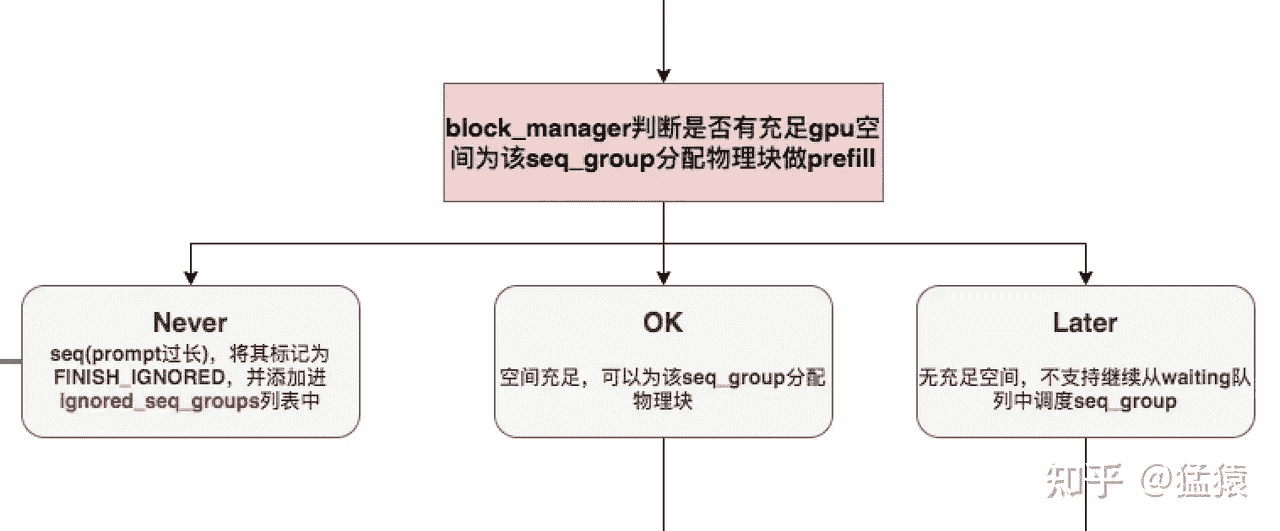 block_manager判断是否有充足gpu空
间为该seq_group分配物理块做prefill
Never
seq(prompt过长)，将其标记为
FINISH_IGNORED，并添加进
ignored_seq_groups列表中
OK
空间充足，可以为该seq_group分配
物理块
Later
无充足空间，不支持继续从waiting队
列中调度seq_group
知乎 @猛猿